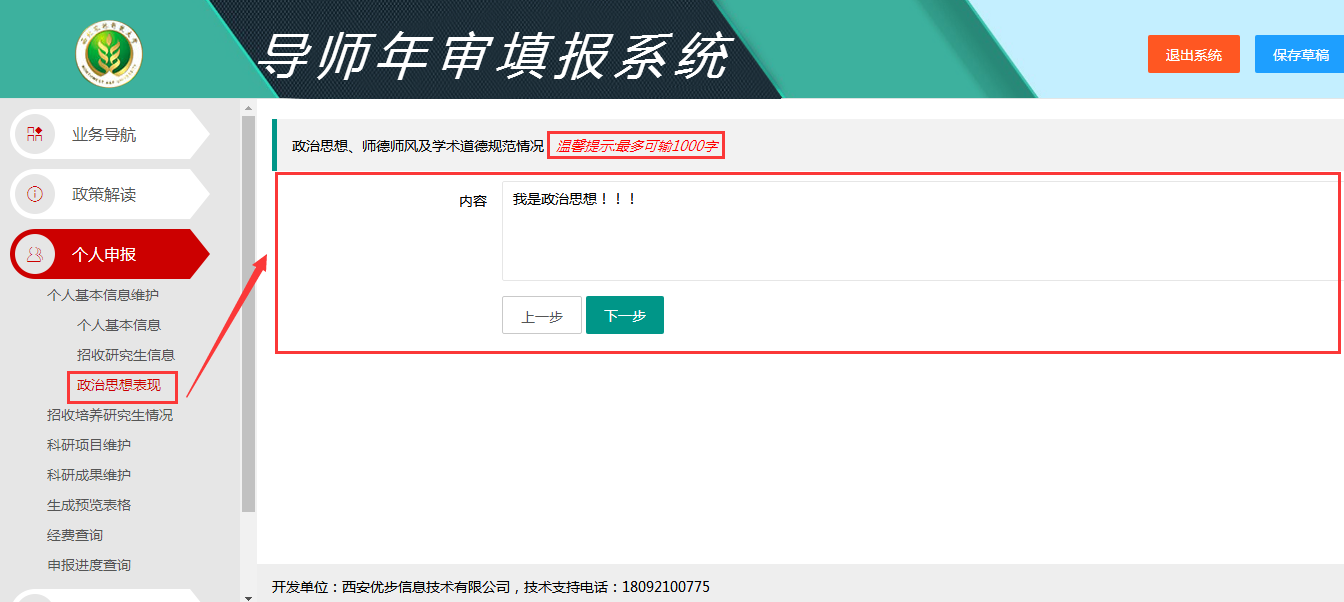 导师年审填报系统
退出系统
保存草稿
业务导航
政策解读
个人申报
个人基本信息维护
个人基本信息
招收研究生信息
政治思想表现
招收培养研究生情况
科研项目维护
科研成果维护
生成预览表格
经费查询
申报进度查询
政治思想、师德师风及学术道德规范情况 温馨提示:最多可输1000字
内容
我是政治思想！！！
上一步
下一步
开发单位：西安优步信息技术有限公司，技术支持电话：18092100775